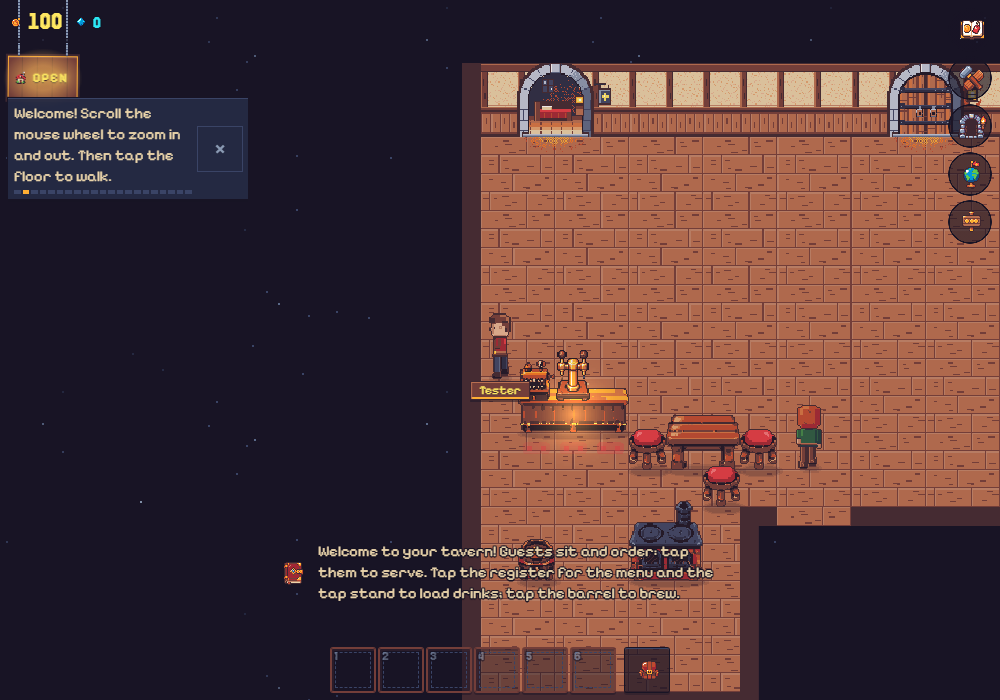 100
0
OPEN
Welcome! Scroll the
mouse wheel to zoom in
and out. Then tap the
floor to walk.
×
Tester
Welcome to your tavern! Guests sit and order: tap
them to serve. Tap the register for the menu and the
tap stand to load drinks; tap the barrel to brew.
1 2 3 4 5 6